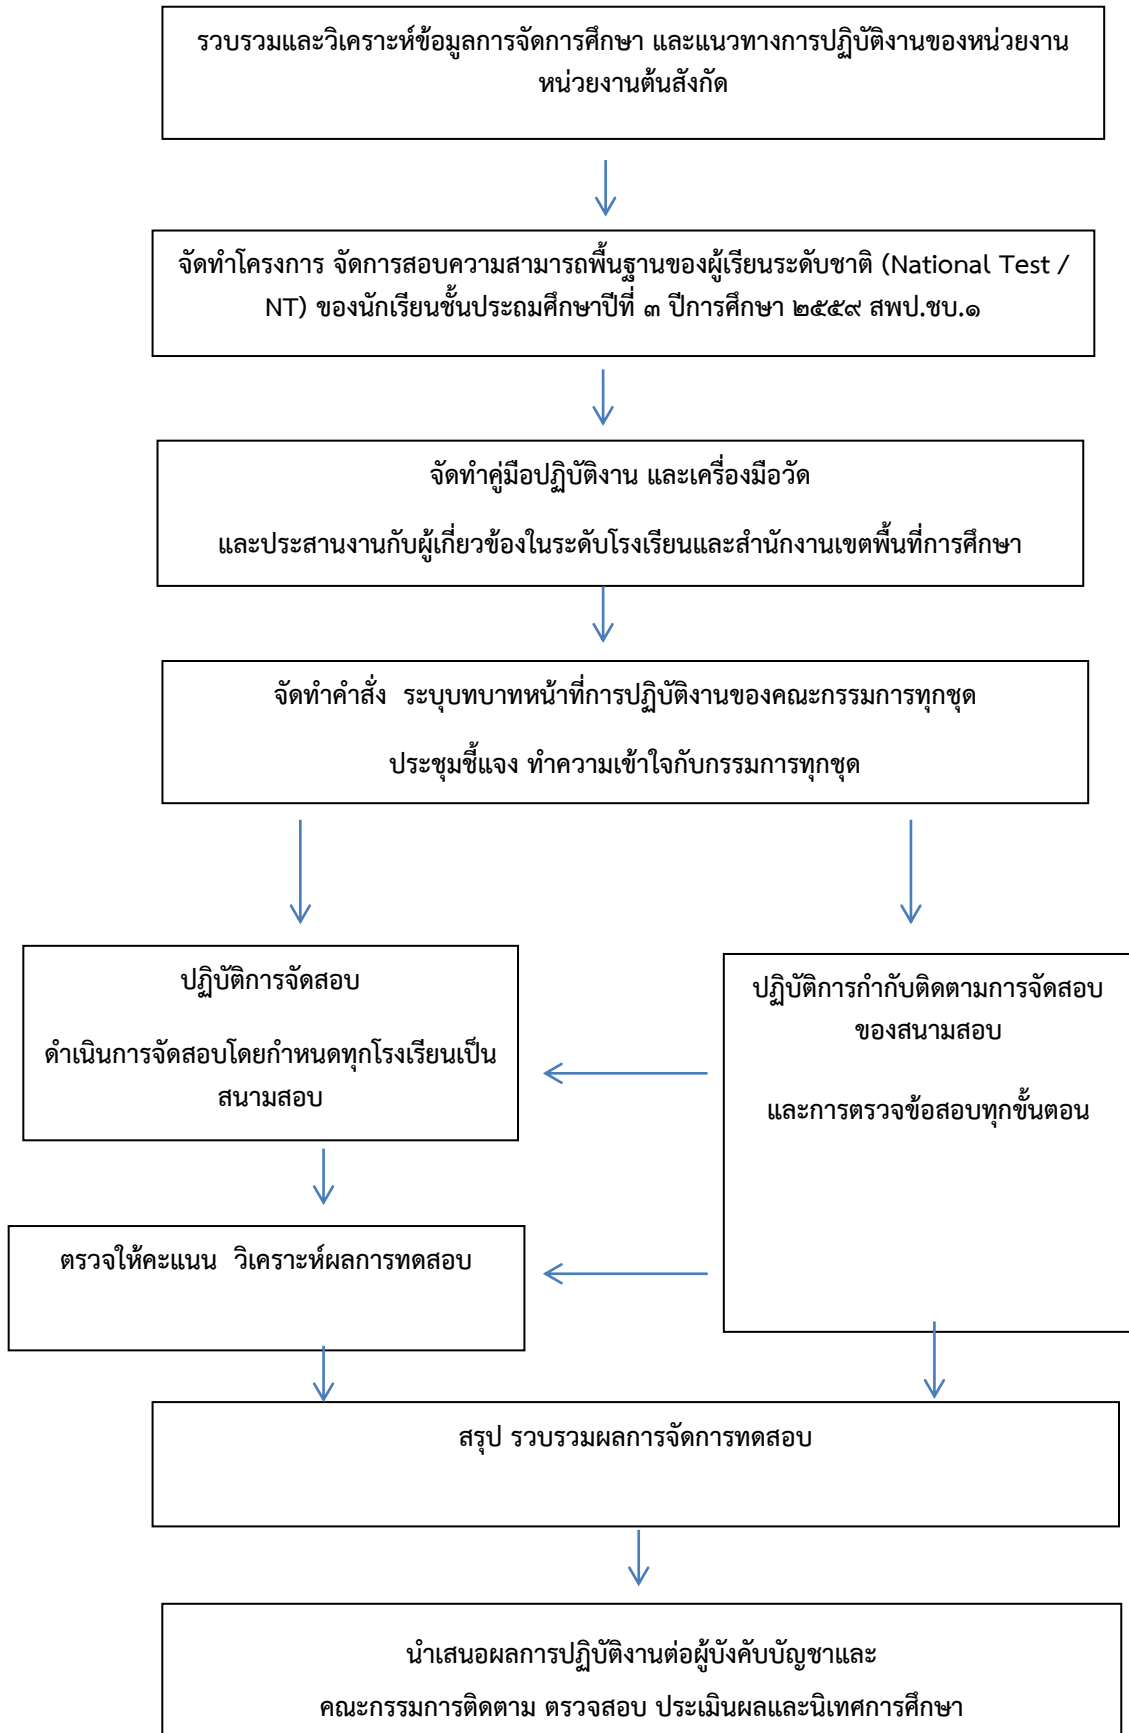 รวบรวมและวิเคราะห์ข้อมูลการจัดการศึกษา และแนวทางการปฏิบัติงานของหน่วยงาน
หน่วยงานต้นสังกัด
จัดทำโครงการ จัดการสอบความสามารถพื้นฐานของผู้เรียนระดับชาติ (National Test /
NT) ของนักเรียนชั้นประถมศึกษาปีที่ ๓ ปีการศึกษา ๒๕๕๙ สพป.ชบ.๑
จัดทำคู่มือปฏิบัติงาน และเครื่องมือวัด
และประสานงานกับผู้เกี่ยวข้องในระดับโรงเรียนและสำนักงานเขตพื้นที่การศึกษา
จัดทำคำสั่ง ระบุบทบาทหน้าที่การปฏิบัติงานของคณะกรรมการทุกชุด
ประชุมชี้แจง ทำความเข้าใจกับกรรมการทุกชุด
ปฏิบัติการจัดสอบ
ดำเนินการจัดสอบโดยกำหนดทุกโรงเรียนเป็น
สนามสอบ
ปฏิบัติการกำกับติดตามการจัดสอบ
ของสนามสอบ
และการตรวจข้อสอบทุกขั้นตอน
ตรวจให้คะแนน วิเคราะห์ผลการทดสอบ
สรุป รวบรวมผลการจัดการทดสอบ
นำเสนอผลการปฏิบัติงานต่อผู้บังคับบัญชาและ
คณะกรรมการติดตาม ตรวจสอบ ประเมินผลและนิเทศการศึกษา